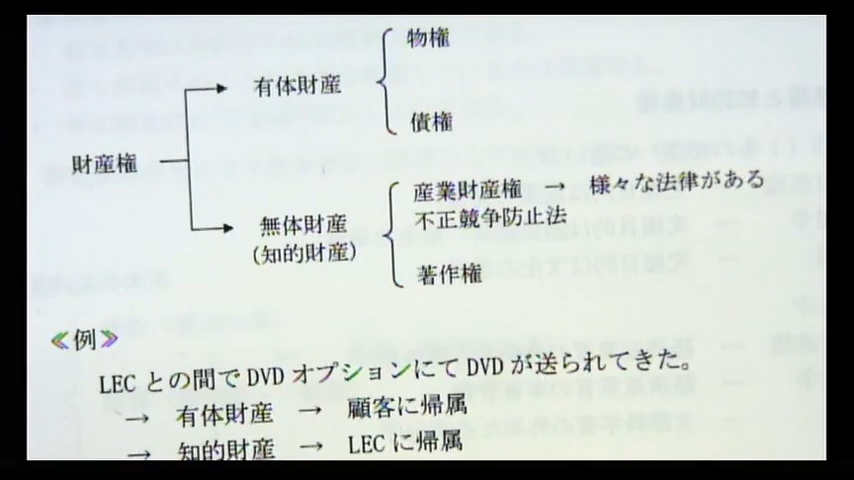 物権
有体財産
債権
財産権
産業財産権 → 様々な法律がある
不正競争防止法
無体財産
(知的財産)
著作権
≪例≫
LECとの間でDVDオプションにてDVDが送られてきた。
→ 有体財産 → 顧客に帰属
→ 知的財産 → LECに帰属